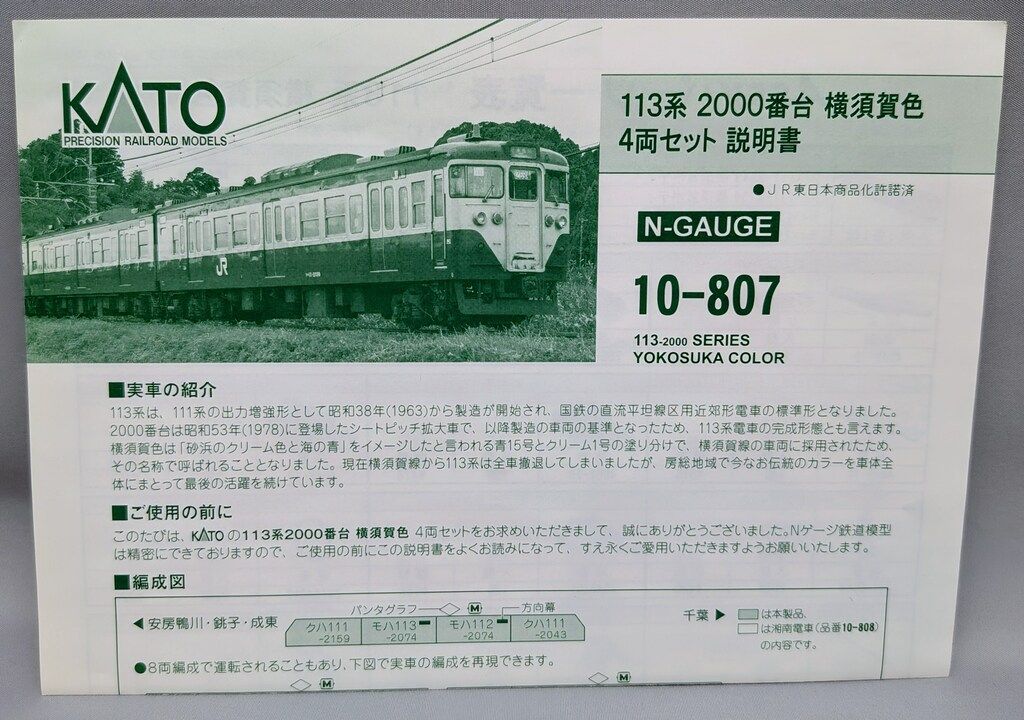 KATO
PRECISION RAILROAD MODELS
JR
113系 2000番台 横須賀色
4両セット 説明書
●JR東日本商品化許諾済
N-GAUGE
10-807
113-2000 SERIES
YOKOSUKA COLOR
■実車の紹介
113系は、111系の出力増強形として昭和38年(1963)から製造が開始され、国鉄の直流平坦線区用近郊形電車の標準形となりました。
2000番台は昭和53年(1978)に登場したシートピッチ拡大車で、以降製造の車両の基本となったため、113系電車の完成形態とも言えます。
横須賀色は「砂浜のクリーム色と海の青」をイメージしたと言われる青15号とクリーム1号の塗り分けで、横須賀線の車両に採用されたため、
その名称で呼ばれることとなりました。現在横須賀線から113系は全車撤退してしまいましたが、房総地域で今なお伝統のカラーを車体全
体にまとって最後の活躍を続けています。
■ご使用の前に
このたびは、KATOの113系2000番台 横須賀色 4両セットをお求めいただきまして、誠にありがとうございました。Nゲージ鉄道模型
は精密にできておりますので、ご使用の前にこの説明書をよくお読みになって、すえ永くご愛用いただきますようお願いいたします。
■編成図
パンタグラフ M 方向幕
◀安房鴨川・銚子・成東
クハ111 -2159 モハ113 -2074 モハ112 -2074 クハ111 -2043
千葉▶
は本製品、
は湘南電車(品番10-808)
の内容です。
●8両編成で運転されることもあり、下図で実車の編成を再現できます。
M M